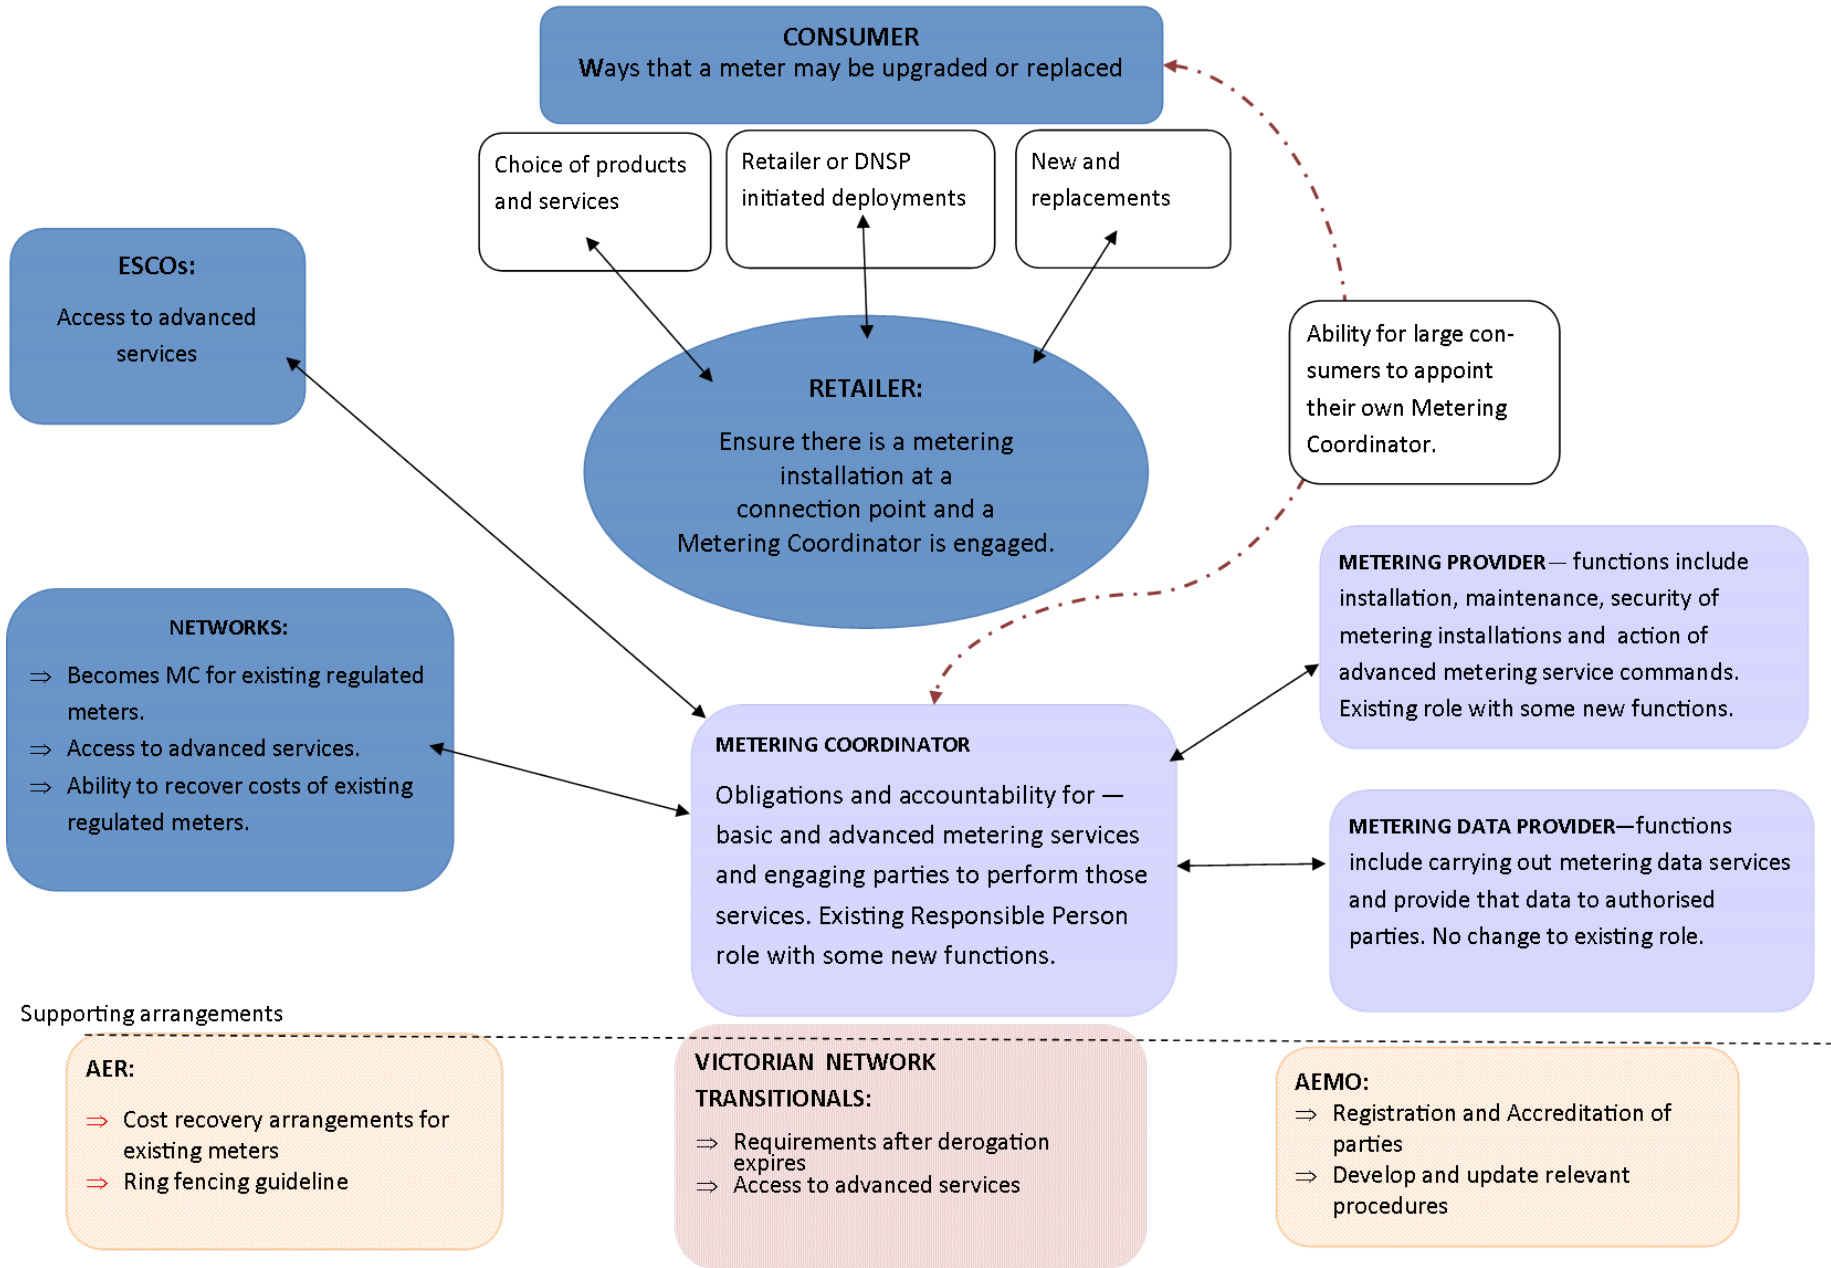 CONSUMER
Ways that a meter may be upgraded or replaced
Choice of products
and services
Retailer or DNSP
initiated deployments
New and
replacements
ESCOs:
Access to advanced
services
RETAILER:
Ensure there is a metering
installation at a
connection point and a
Metering Coordinator is engaged.
Ability for large con-
sumers to appoint
their own Metering
Coordinator.
NETWORKS:
⇒ Becomes MC for existing regulated
meters.
⇒ Access to advanced services.
⇒ Ability to recover costs of existing
regulated meters.
METERING COORDINATOR
Obligations and accountability for —
basic and advanced metering services
and engaging parties to perform those
services. Existing Responsible Person
role with some new functions.
METERING PROVIDER— functions include
installation, maintenance, security of
metering installations and action of
advanced metering service commands.
Existing role with some new functions.
METERING DATA PROVIDER—functions
include carrying out metering data services
and provide that data to authorised
parties. No change to existing role.
Supporting arrangements
AER:
⇒ Cost recovery arrangements for
existing meters
⇒ Ring fencing guideline
VICTORIAN NETWORK
TRANSITIONALS:
⇒ Requirements after derogation
expires
⇒ Access to advanced services
AEMO:
⇒ Registration and Accreditation of
parties
⇒ Develop and update relevant
procedures